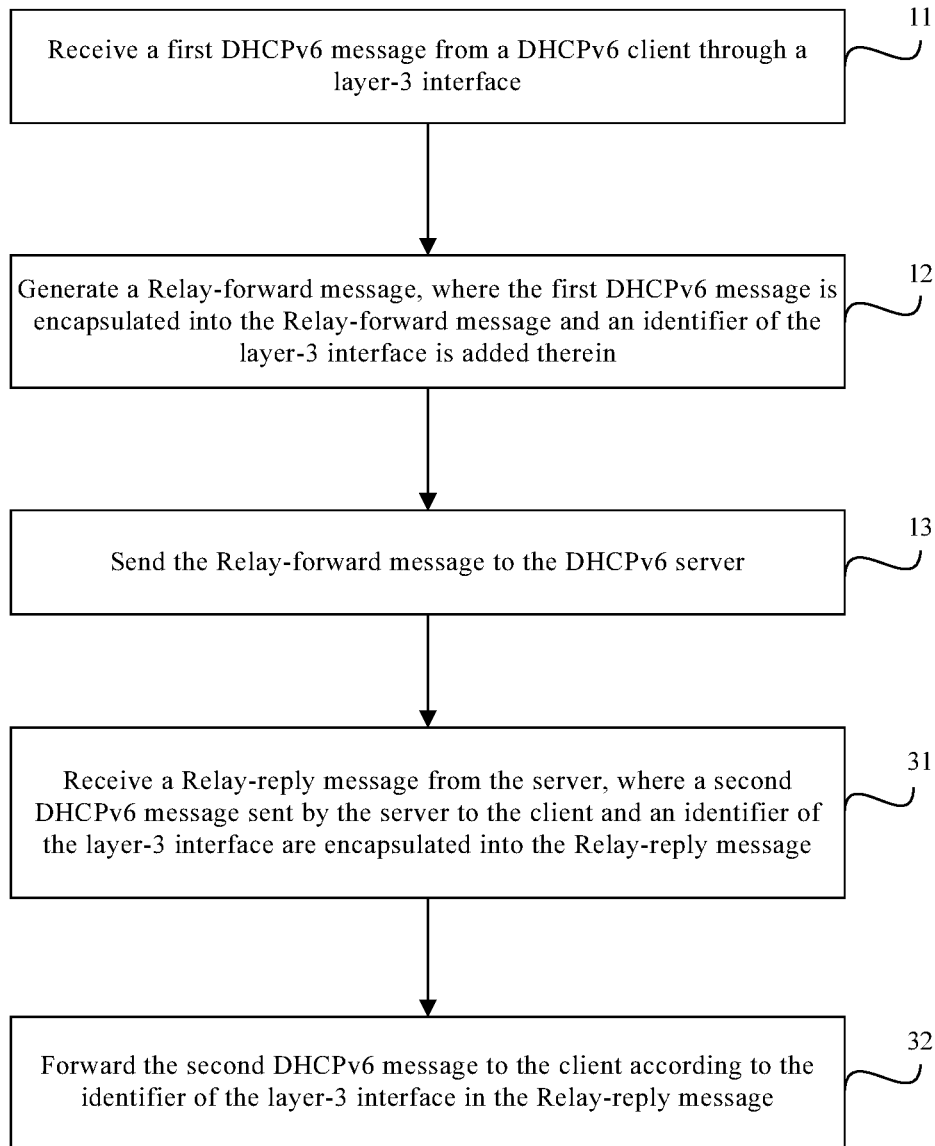 11
Receive a first DHCPv6 message from a DHCPv6 client through a
layer-3 interface
12
Generate a Relay-forward message, where the first DHCPv6 message is
encapsulated into the Relay-forward message and an identifier of the
layer-3 interface is added therein
13
Send the Relay-forward message to the DHCPv6 server
31
Receive a Relay-reply message from the server, where a second
DHCPv6 message sent by the server to the client and an identifier of
the layer-3 interface are encapsulated into the Relay-reply message
32
Forward the second DHCPv6 message to the client according to the
identifier of the layer-3 interface in the Relay-reply message